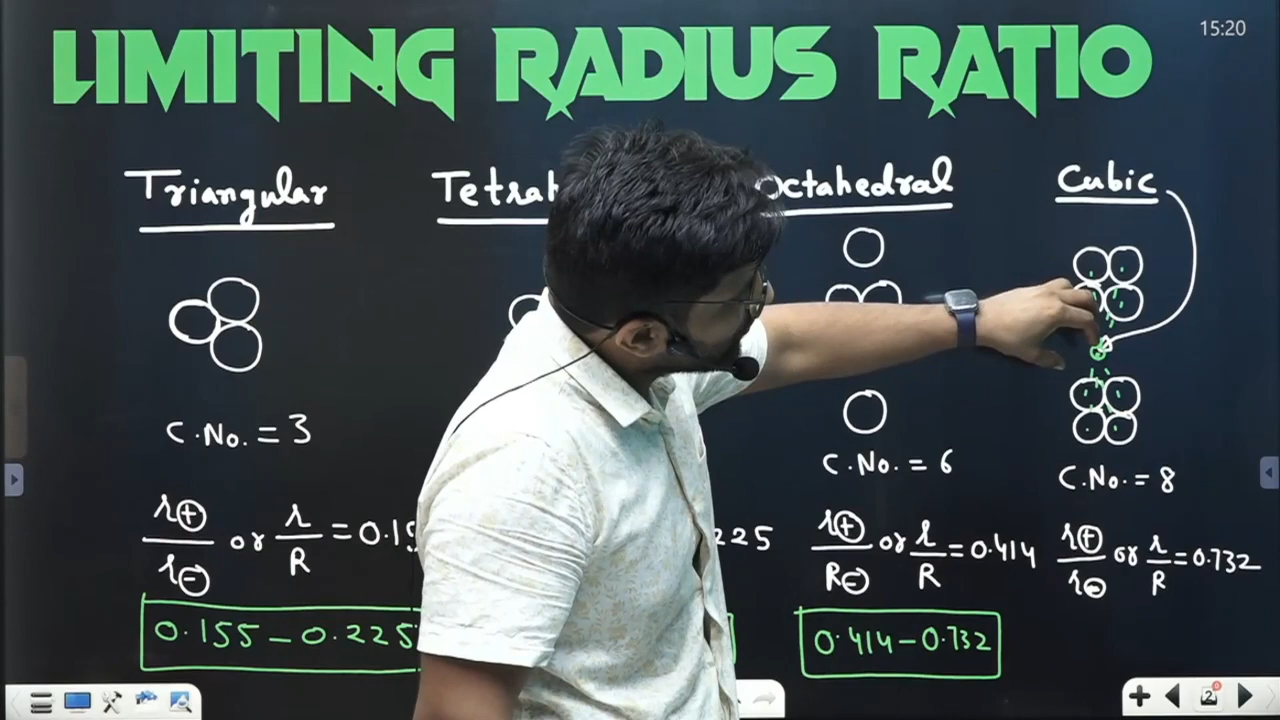 LIMITING RADIUS RATIO
15:20
Triangular
Octahedral
Cubic
C.No. = 3
C.No. = 6
C.No. = 8
r⊕/r⊖ or r/R = 0.15
225
r⊕/R⊖ or r/R = 0.414
r⊕/r⊖ or r/R = 0.732
0.155 – 0.225
0.414 – 0.732
2